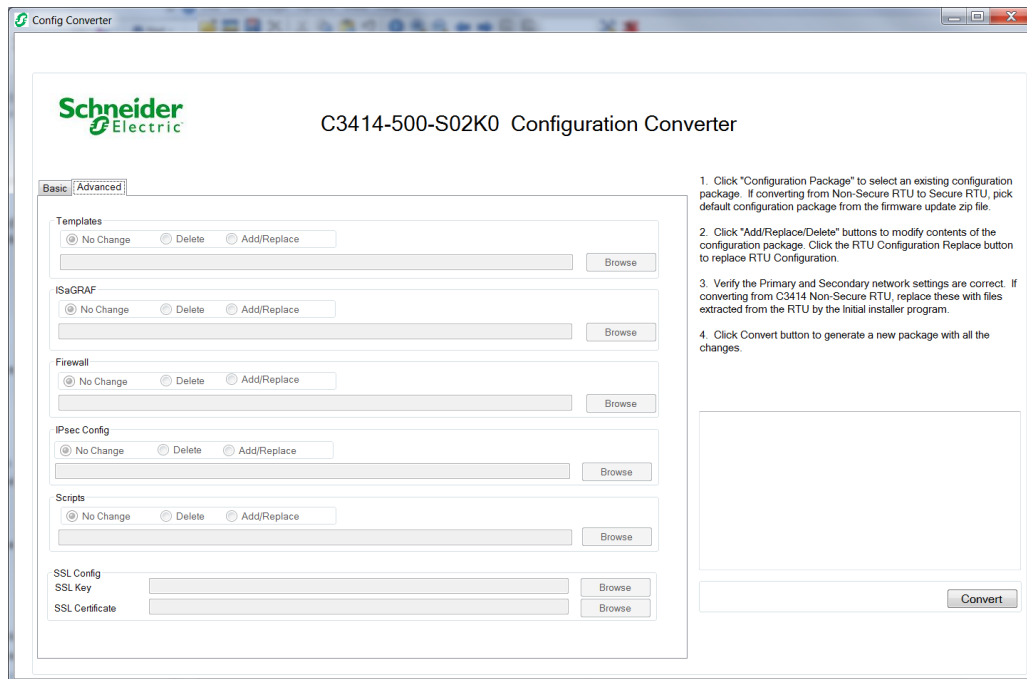 Config Converter
Schneider
Electric
C3414-500-S02K0 Configuration Converter
Basic Advanced
Templates
No Change Delete Add/Replace
Browse
ISaGRAF
No Change Delete Add/Replace
Browse
Firewall
No Change Delete Add/Replace
Browse
IPsec Config
No Change Delete Add/Replace
Browse
Scripts
No Change Delete Add/Replace
Browse
SSL Config
SSL Key Browse
SSL Certificate Browse
1. Click "Configuration Package" to select an existing configuration
package. If converting from Non-Secure RTU to Secure RTU, pick
default configuration package from the firmware update zip file.
2. Click "Add/Replace/Delete" buttons to modify contents of the
configuration package. Click the RTU Configuration Replace button
to replace RTU Configuration.
3. Verify the Primary and Secondary network settings are correct. If
converting from C3414 Non-Secure RTU, replace these with files
extracted from the RTU by the Initial installer program.
4. Click Convert button to generate a new package with all the
changes.
Convert